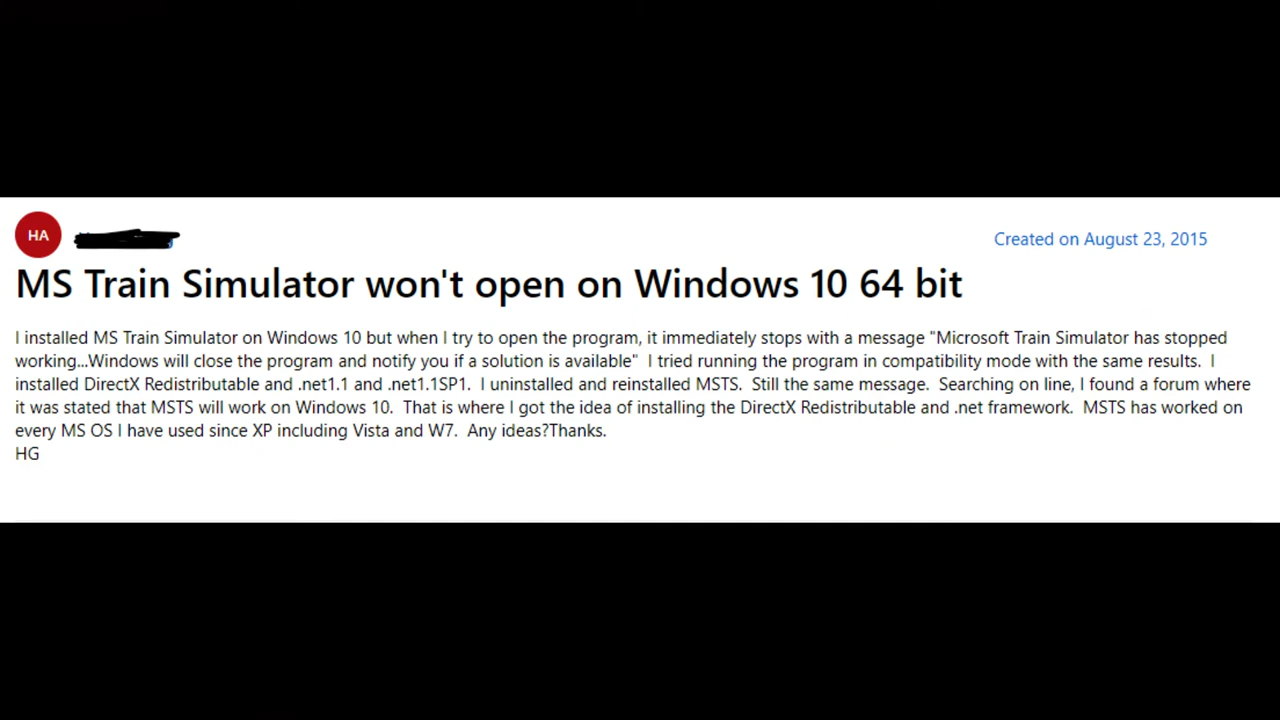 HA
Created on August 23, 2015
MS Train Simulator won't open on Windows 10 64 bit
I installed MS Train Simulator on Windows 10 but when I try to open the program, it immediately stops with a message "Microsoft Train Simulator has stopped
working...Windows will close the program and notify you if a solution is available"  I tried running the program in compatibility mode with the same results.  I
installed DirectX Redistributable and .net1.1 and .net1.1SP1.  I uninstalled and reinstalled MSTS.  Still the same message.  Searching on line, I found a forum where
it was stated that MSTS will work on Windows 10.  That is where I got the idea of installing the DirectX Redistributable and .net framework.  MSTS has worked on
every MS OS I have used since XP including Vista and W7.  Any ideas?Thanks.
HG